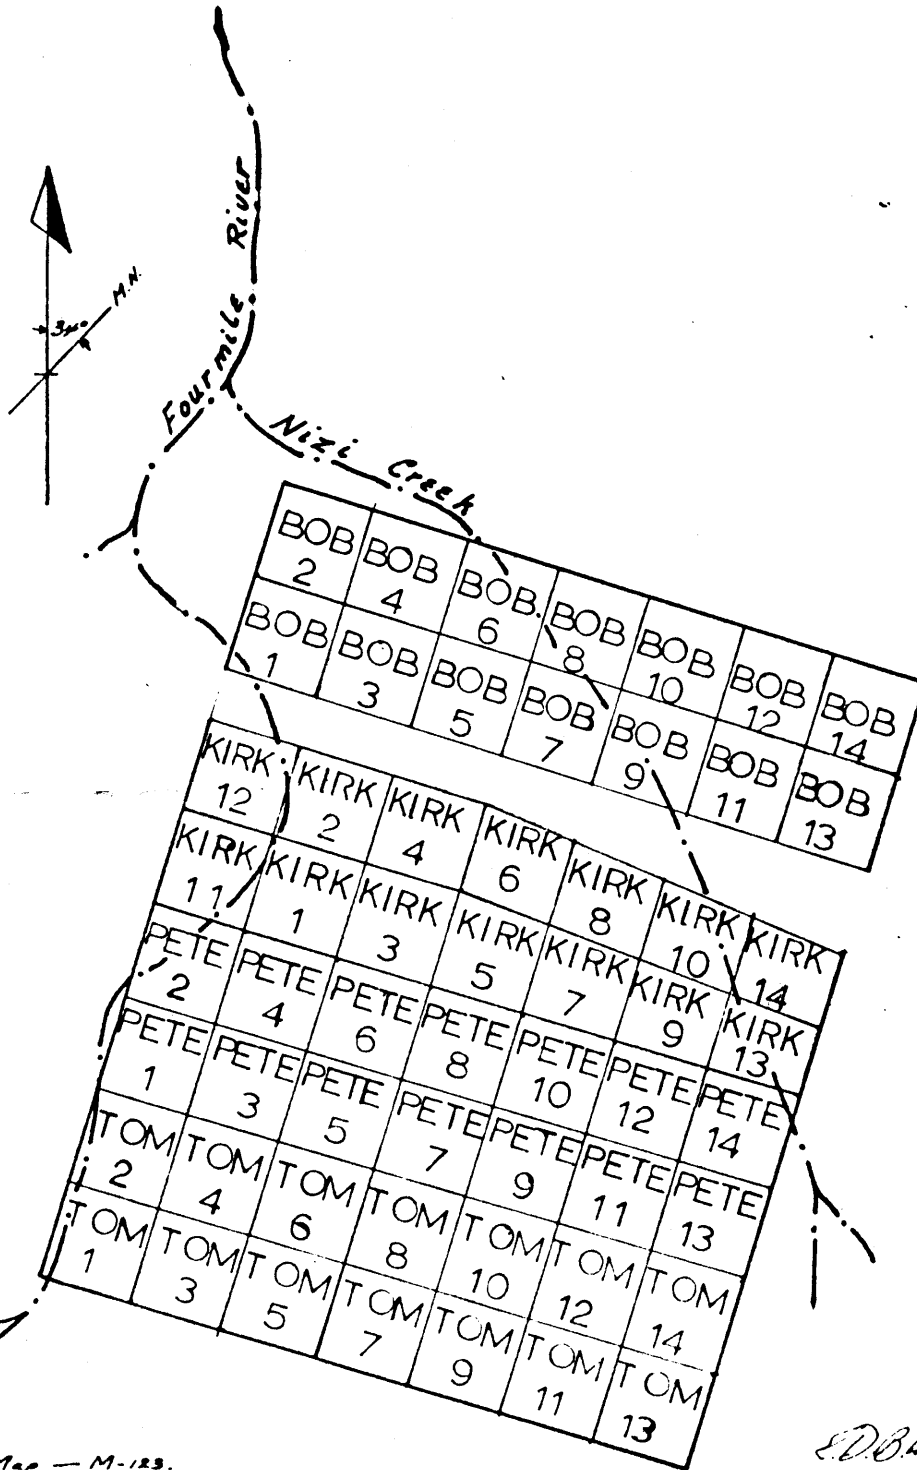 Fourmile River
M.N.
Nizi Creek
BOB 2
BOB 4
BOB 6
BOB 8
BOB 10
BOB 12
BOB 14
BOB 1
BOB 3
BOB 5
BOB 7
BOB 9
BOB 11
BOB 13
KIRK 12
KIRK 2
KIRK 4
KIRK 6
KIRK 8
KIRK 10
KIRK 14
KIRK 11
KIRK 1
KIRK 3
KIRK 5
KIRK 7
KIRK 9
KIRK 13
PETE 2
PETE 4
PETE 6
PETE 8
PETE 10
PETE 12
PETE 14
PETE 1
PETE 3
PETE 5
PETE 7
PETE 9
PETE 11
PETE 13
TOM 2
TOM 4
TOM 6
TOM 8
TOM 10
TOM 12
TOM 14
TOM 1
TOM 3
TOM 5
TOM 7
TOM 9
TOM 11
TOM 13
Map — M-123.